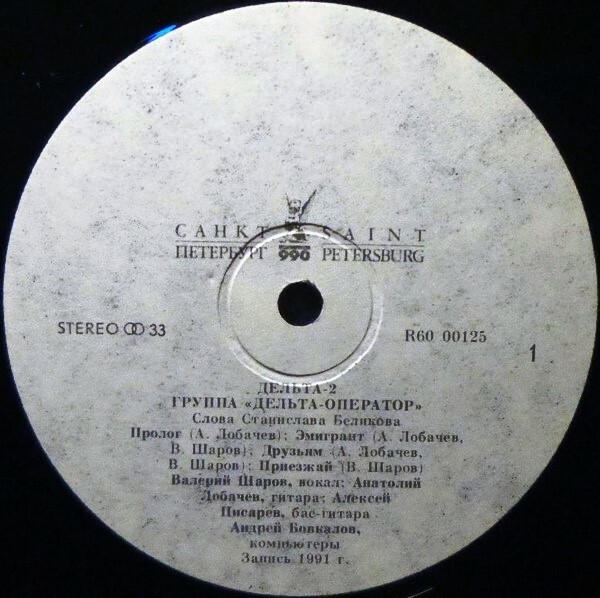 САНКТ SAINT
ПЕТЕРБУРГ 999 PETERSBURG
STEREO 33
R60 00125
1
ДЕЛЬТА-2
ГРУППА «ДЕЛЬТА-ОПЕРАТОР»
Слова Станислава Беликова
Пролог (А. Лобачев); Эмигрант (А. Лобачев,
В. Шаров); Друзьям (А. Лобачев,
В. Шаров); Приезжай (В. Шаров)
Валерий Шаров, вокал; Анатолий
Лобачев, гитара; Алексей
Писарев, бас-гитара
Андрей Бовкалов,
компьютеры
Запись 1991 г.